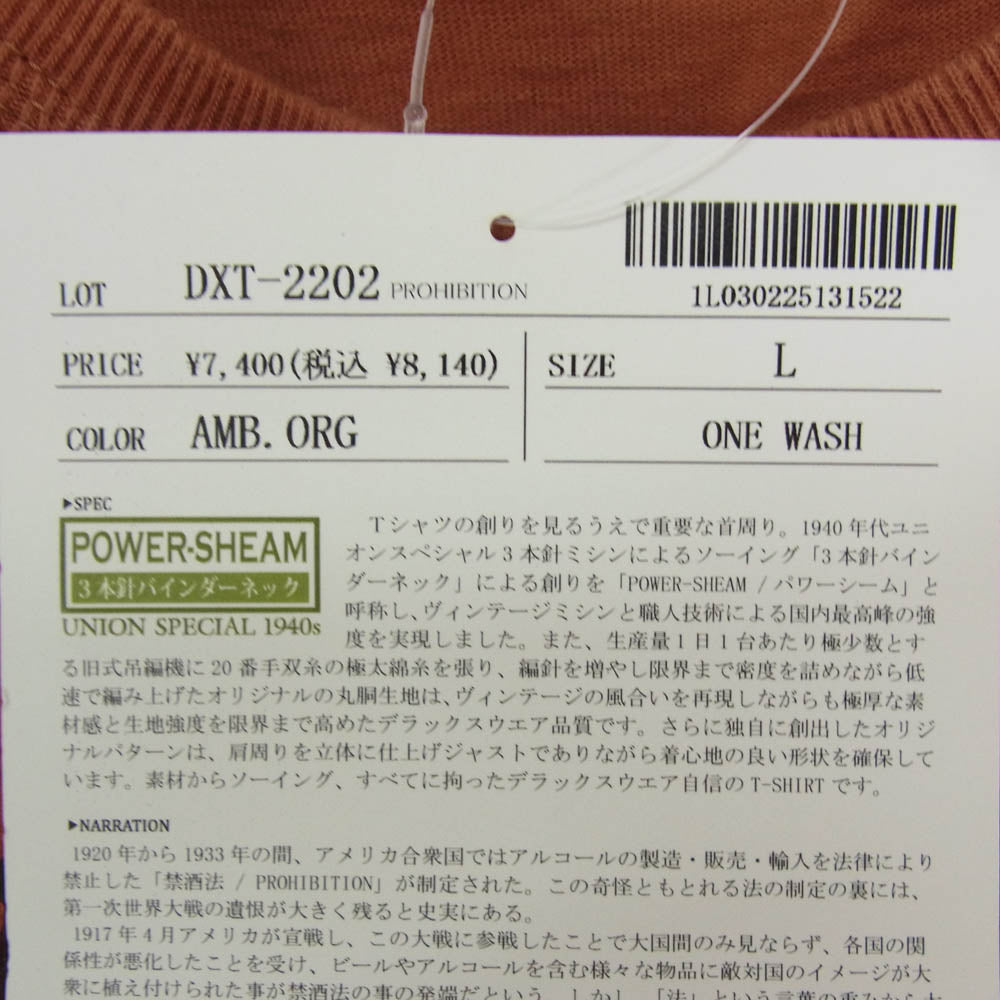 1L030225131522
LOT DXT-2202 PROHIBITION
PRICE ¥7,400(税込 ¥8,140) SIZE L
COLOR AMB. ORG ONE WASH
▶SPEC
POWER-SHEAM
3本針バインダーネック
UNION SPECIAL 1940s
Tシャツの創りを見るうえで重要な首周り。1940年代ユニ
オンスペシャル3本針ミシンによるソーイング「3本針バイン
ダーネック」による創りを「POWER-SHEAM / パワーシーム」と
呼称し、ヴィンテージミシンと職人技術による国内最高峰の強
度を実現しました。また、生産量1日1台あたり極少数とす
る旧式吊編機に20番手双糸の極太綿糸を張り、編針を増やし限界まで密度を詰めながら低
速で編み上げたオリジナルの丸胴生地は、ヴィンテージの風合いを再現しながらも極厚な素
材感と生地強度を限界まで高めたデラックスウエア品質です。さらに独自に創出したオリジ
ナルパターンは、肩周りを立体に仕上げジャストでありながら着心地の良い形状を確保して
います。素材からソーイング、すべてに拘ったデラックスウエア自信のT-SHIRTです。
▶NARRATION
1920年から1933年の間、アメリカ合衆国ではアルコールの製造・販売・輸入を法律により
禁止した「禁酒法 / PROHIBITION」が制定された。この奇怪ともとれる法の制定の裏には、
第一次世界大戦の遺恨が大きく残ると史実にある。
1917年4月アメリカが宣戦し、この大戦に参戦したことで大国間のみ見ならず、各国の関
係性が悪化したことを受け、ビールやアルコールを含む様々な物品に敵対国のイメージが大
衆に植え付けられた事が禁酒法の事の発端だという。しかし、「法」という言葉の重みから大